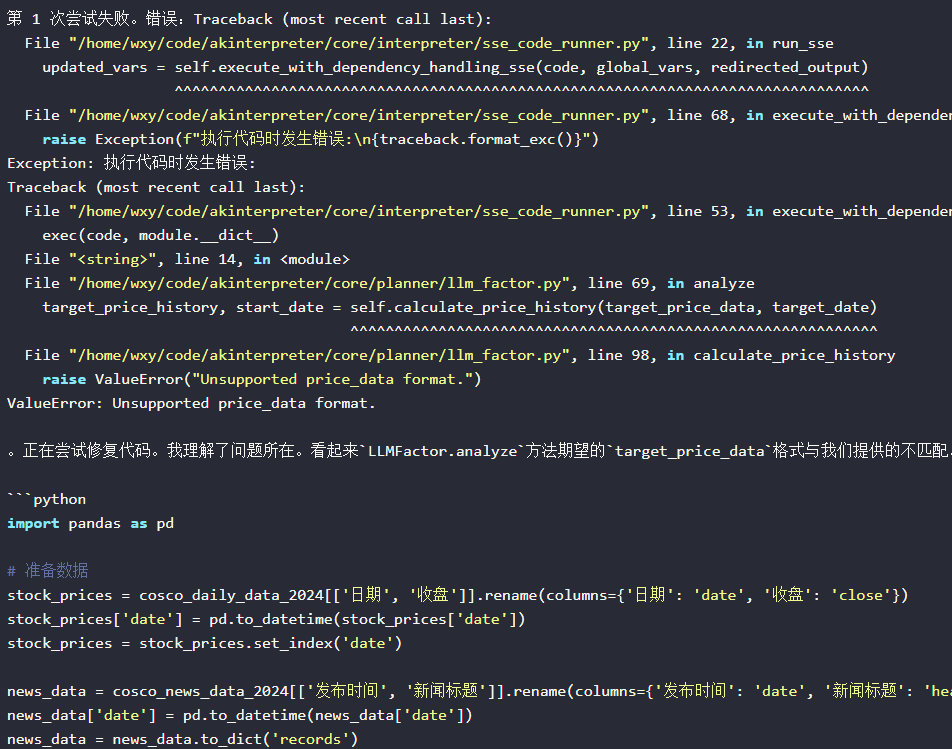 第 1 次尝试失败。错误: Traceback (most recent call last):
  File "/home/wxy/code/akinterpreter/core/interpreter/sse_code_runner.py", line 22, in run_sse
    updated_vars = self.execute_with_dependency_handling_sse(code, global_vars, redirected_output)
                   ^^^^^^^^^^^^^^^^^^^^^^^^^^^^^^^^^^^^^^^^^^^^^^^^^^^^^^^^^^^^^^^^^^^^^^^^^^^^^^^
  File "/home/wxy/code/akinterpreter/core/interpreter/sse_code_runner.py", line 68, in execute_with_depender
    raise Exception(f"执行代码时发生错误:\n{traceback.format_exc()}")
Exception: 执行代码时发生错误:
Traceback (most recent call last):
  File "/home/wxy/code/akinterpreter/core/interpreter/sse_code_runner.py", line 53, in execute_with_depender
    exec(code, module.__dict__)
  File "<string>", line 14, in <module>
  File "/home/wxy/code/akinterpreter/core/planner/llm_factor.py", line 69, in analyze
    target_price_history, start_date = self.calculate_price_history(target_price_data, target_date)
                                       ^^^^^^^^^^^^^^^^^^^^^^^^^^^^^^^^^^^^^^^^^^^^^^^^^^^^^^^^^^^^
  File "/home/wxy/code/akinterpreter/core/planner/llm_factor.py", line 98, in calculate_price_history
    raise ValueError("Unsupported price_data format.")
ValueError: Unsupported price_data format.
。正在尝试修复代码。我理解了问题所在。看起来`LLMFactor.analyze`方法期望的`target_price_data`格式与我们提供的不匹配.
```python
import pandas as pd
# 准备数据
stock_prices = cosco_daily_data_2024[['日期', '收盘']].rename(columns={'日期': 'date', '收盘': 'close'})
stock_prices['date'] = pd.to_datetime(stock_prices['date'])
stock_prices = stock_prices.set_index('date')
news_data = cosco_news_data_2024[['发布时间', '新闻标题']].rename(columns={'发布时间': 'date', '新闻标题': 'hea
news_data['date'] = pd.to_datetime(news_data['date'])
news_data = news_data.to_dict('records')